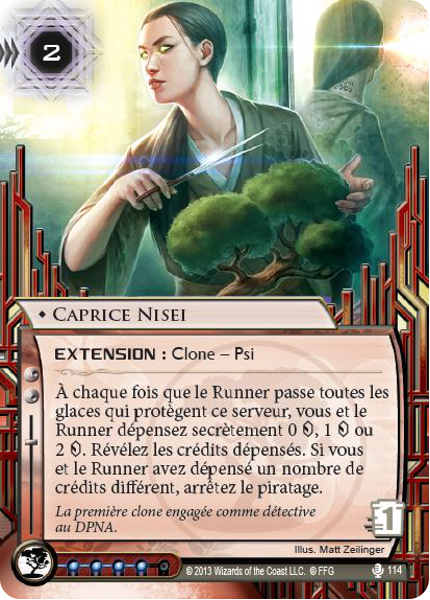 2
◆ Caprice Nisei
EXTENSION : Clone – Psi
À chaque fois que le Runner passe toutes les
glaces qui protègent ce serveur, vous et le
Runner dépensez secrètement 0, 1 ou
2. Révélez les crédits dépensés. Si vous
et le Runner avez dépensé un nombre de
crédits différent, arrêtez le piratage.
La première clone engagée comme détective
au DPNA.
1
Illus. Matt Zeilinger
© 2013 Wizards of the Coast LLC. © FFG
114